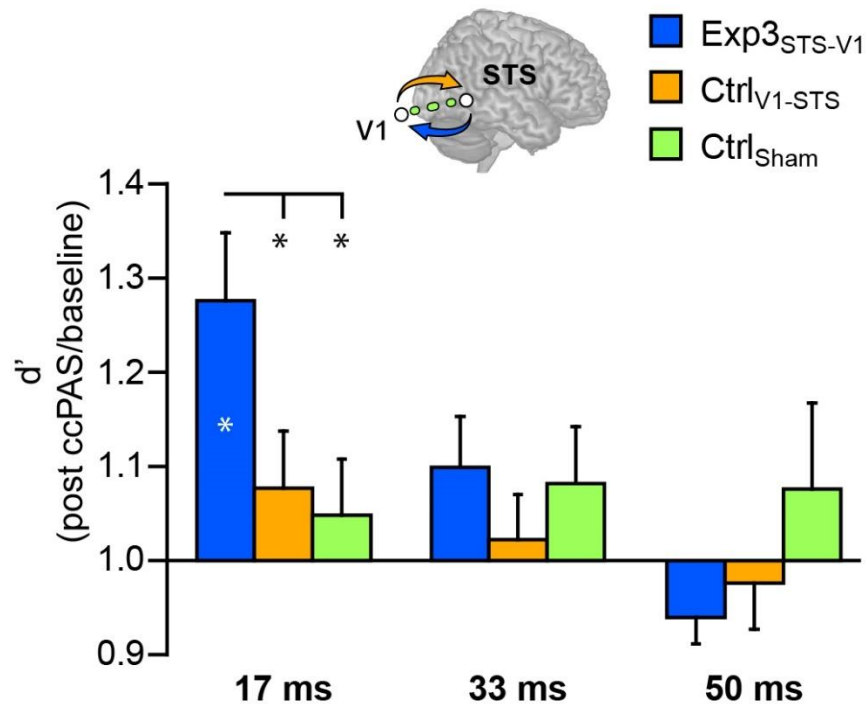 STS
V1
Exp3STS-V1
CtrlV1-STS
CtrlSham
d’
(post ccPAS/baseline)
1.4
1.3
1.2
1.1
1.0
0.9
* *
*
17 ms 33 ms 50 ms